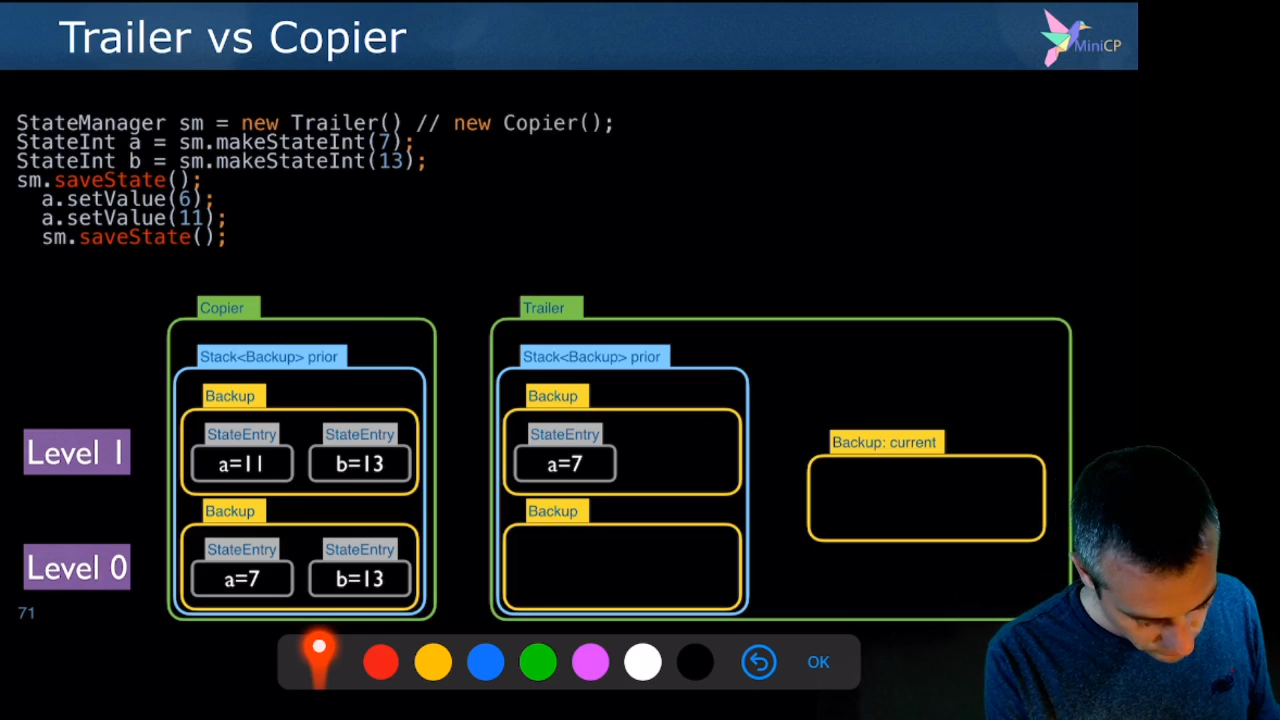 Trailer vs Copier
MiniCP
StateManager sm = new Trailer() // new Copier();
StateInt a = sm.makeStateInt(7);
StateInt b = sm.makeStateInt(13);
sm.saveState();
a.setValue(6);
a.setValue(11);
sm.saveState();
Copier
Stack<Backup> prior
Level 1
Backup
StateEntry
a=11
StateEntry
b=13
Level 0
Backup
StateEntry
a=7
StateEntry
b=13
Trailer
Stack<Backup> prior
Backup
StateEntry
a=7
Backup
Backup: current
71
OK